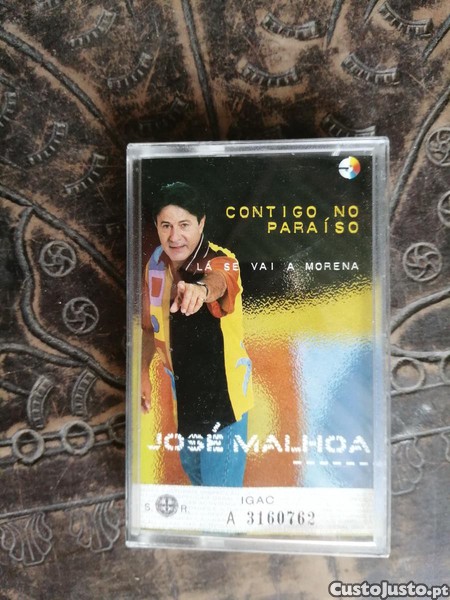 CONTIGO NO
PARAÍSO
/LÁ SE VAI A MORENA
JOSÉ MALHOA
IGAC
S. R.
A 3160762
CustoJusto.pt